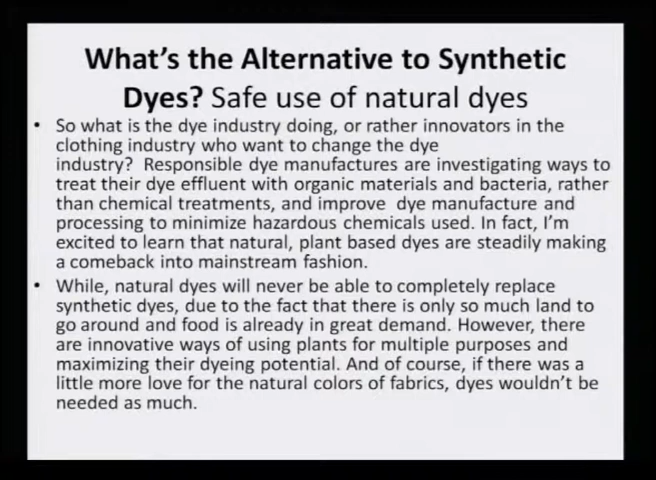 What's the Alternative to Synthetic
Dyes? Safe use of natural dyes
• So what is the dye industry doing, or rather innovators in the
clothing industry who want to change the dye
industry? Responsible dye manufactures are investigating ways to
treat their dye effluent with organic materials and bacteria, rather
than chemical treatments, and improve dye manufacture and
processing to minimize hazardous chemicals used. In fact, I'm
excited to learn that natural, plant based dyes are steadily making
a comeback into mainstream fashion.
• While, natural dyes will never be able to completely replace
synthetic dyes, due to the fact that there is only so much land to
go around and food is already in great demand. However, there
are innovative ways of using plants for multiple purposes and
maximizing their dyeing potential. And of course, if there was a
little more love for the natural colors of fabrics, dyes wouldn't be
needed as much.